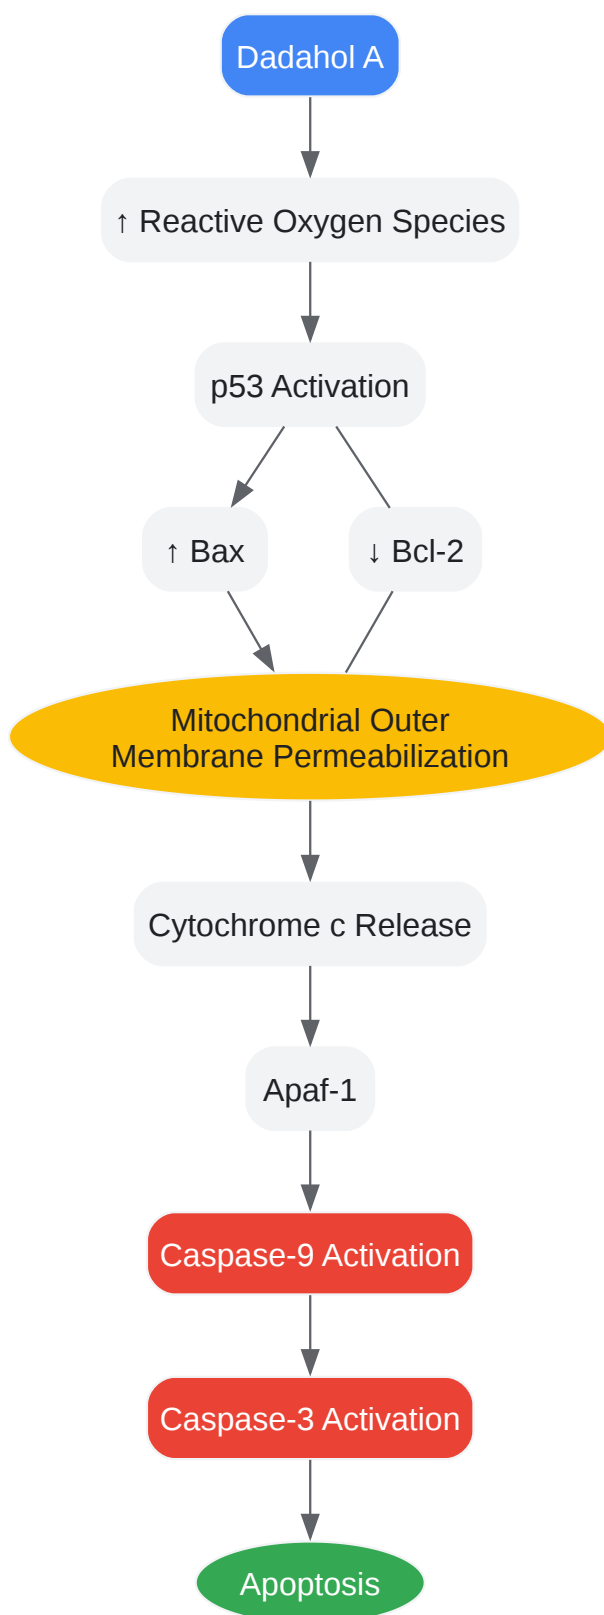 Dadahol A
↑ Reactive Oxygen Species
p53 Activation
↑ Bax
↓ Bcl-2
Mitochondrial Outer
Membrane Permeabilization
Cytochrome c Release
Apaf-1
Caspase-9 Activation
Caspase-3 Activation
Apoptosis